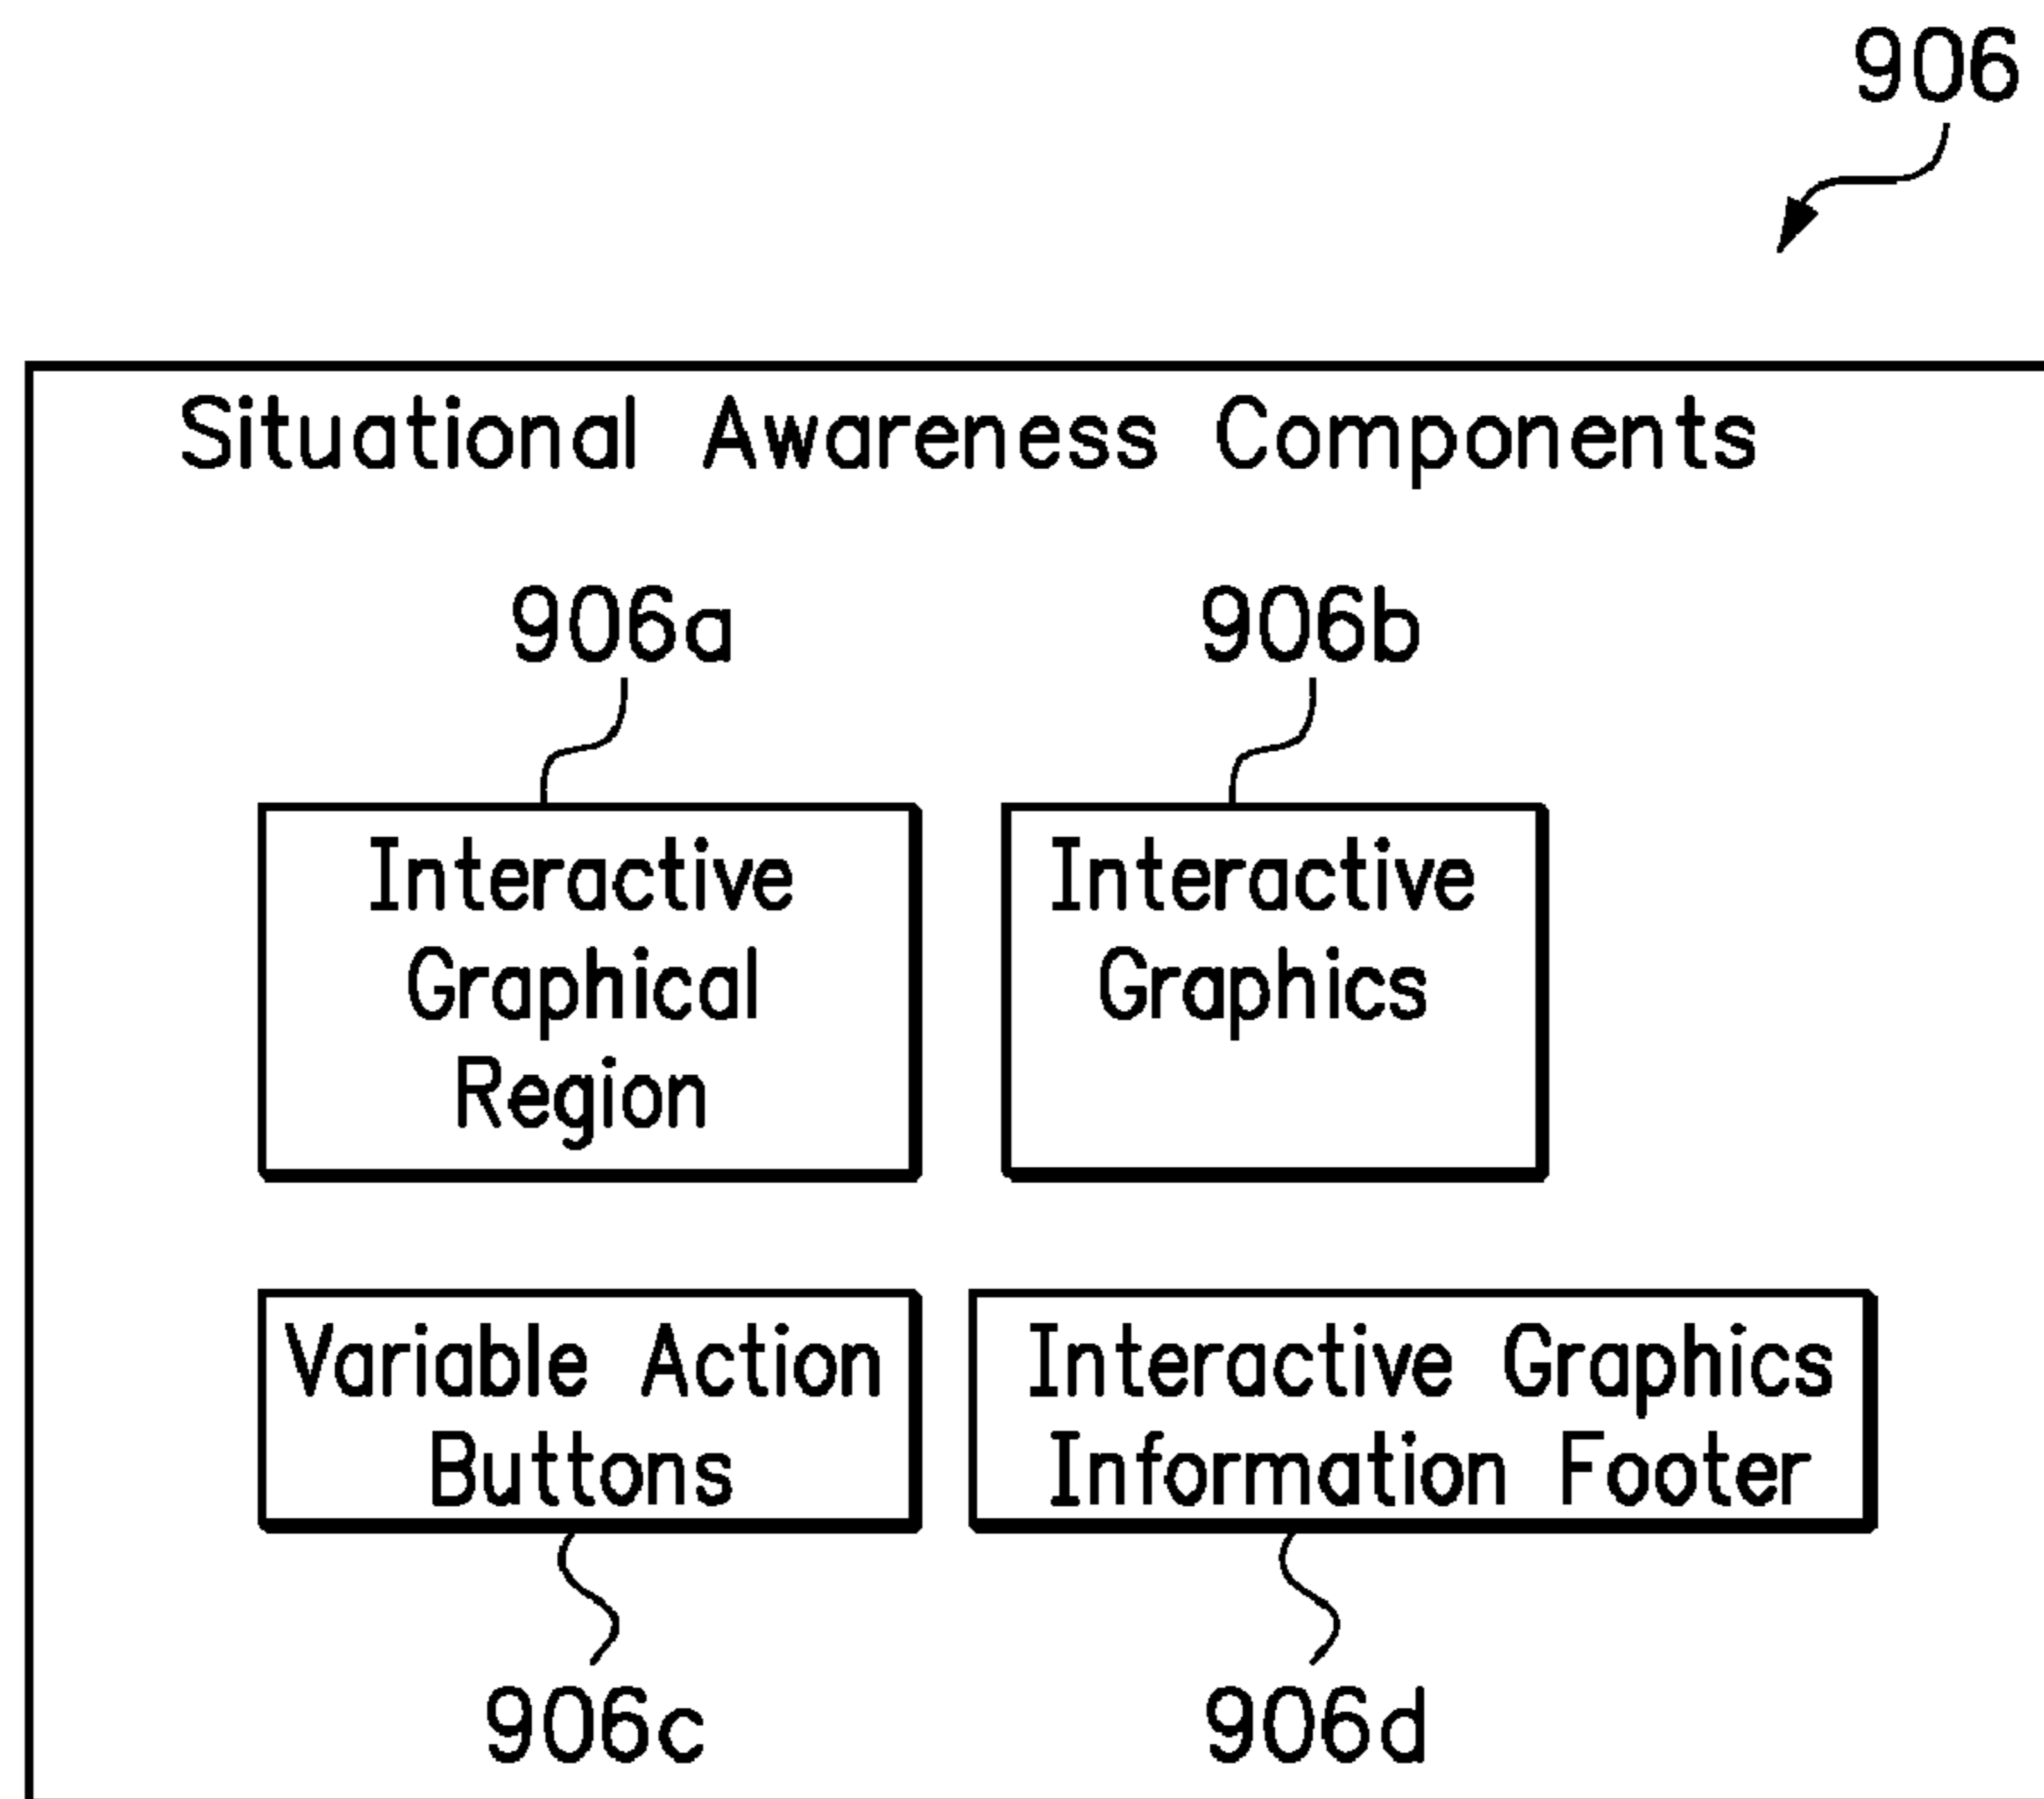 906
Situational Awareness Components
906a
906b
Interactive
Graphical
Region
Interactive
Graphics
Variable Action
Buttons
Interactive Graphics
Information Footer
906c
906d